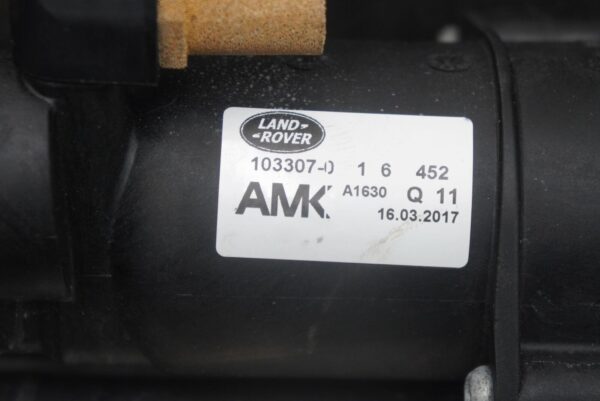 LAND
ROVER
103307-0 1 6 452
AMK A1630 Q 11
16.03.2017